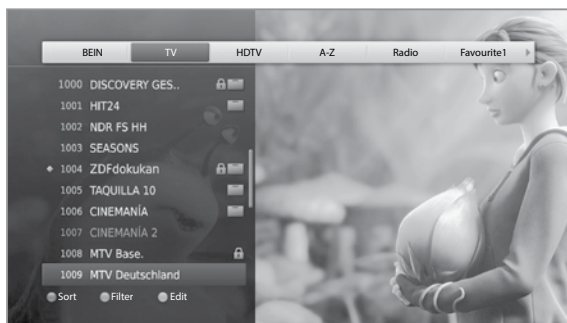 BEIN TV HDTV A-Z Radio Favourite1
1000 DISCOVERY GES..
1001 HIT24
1002 NDR FS HH
1003 SEASONS
1004 ZDFdokukan
1005 TAQUILLA 10
1006 CINEMANÍA
1007 CINEMANÍA 2
1008 MTV Base.
1009 MTV Deutschland
Sort Filter Edit